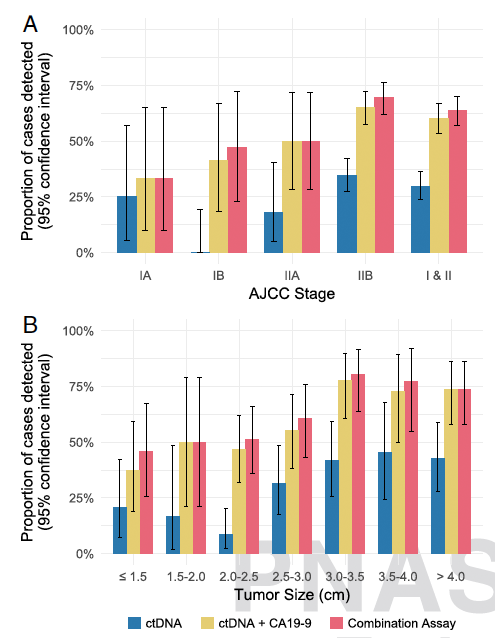 A
Proportion of cases detected
(95% confidence interval)
100%
75%
50%
25%
0%
IA IB IIA IIB I & II
AJCC Stage
B
Proportion of cases detected
(95% confidence interval)
100%
75%
50%
25%
0%
≤ 1.5 1.5-2.0 2.0-2.5 2.5-3.0 3.0-3.5 3.5-4.0 > 4.0
Tumor Size (cm)
PNAS
ctDNA ctDNA + CA19-9 Combination Assay